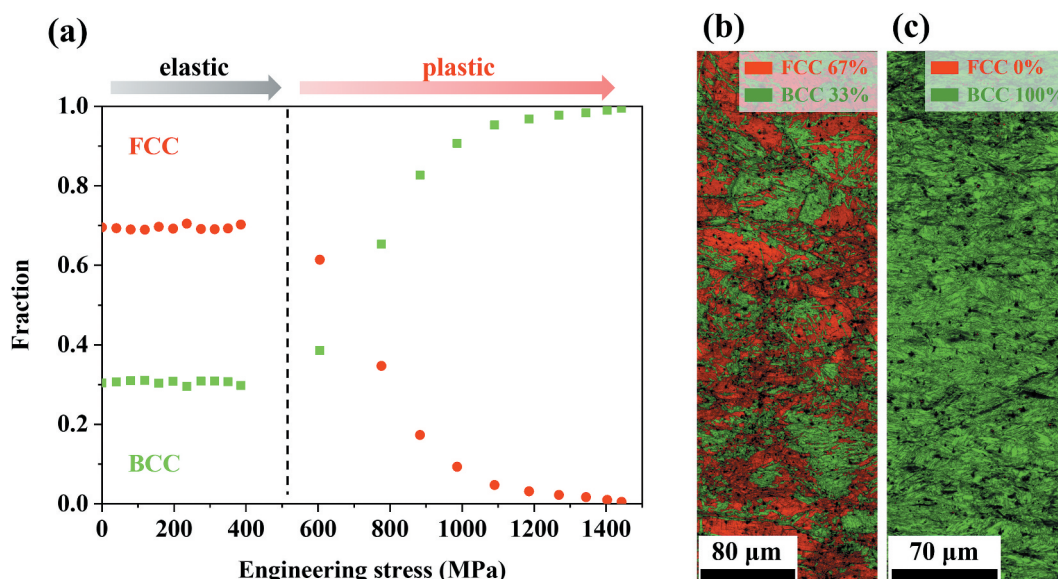 (a)
elastic
plastic
1.0
0.8
0.6
0.4
0.2
0.0
Fraction
FCC
BCC
0 200 400 600 800 1000 1200 1400
Engineering stress (MPa)
(b)
FCC 67%
BCC 33%
80 μm
(c)
FCC 0%
BCC 100%
70 μm